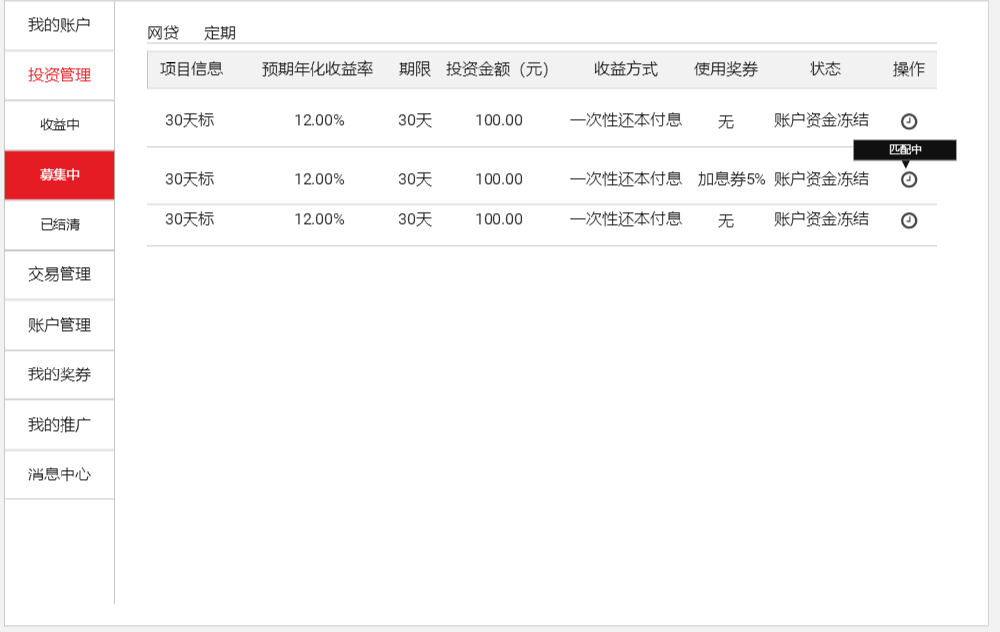 我的账户
投资管理
收益中
募集中
已结清
交易管理
账户管理
我的奖券
我的推广
消息中心
网贷 定期
项目信息 预期年化收益率 期限 投资金额（元） 收益方式 使用奖券 状态 操作
30天标 12.00% 30天 100.00 一次性还本付息 无 账户资金冻结
匹配中
30天标 12.00% 30天 100.00 一次性还本付息 加息券5% 账户资金冻结
30天标 12.00% 30天 100.00 一次性还本付息 无 账户资金冻结